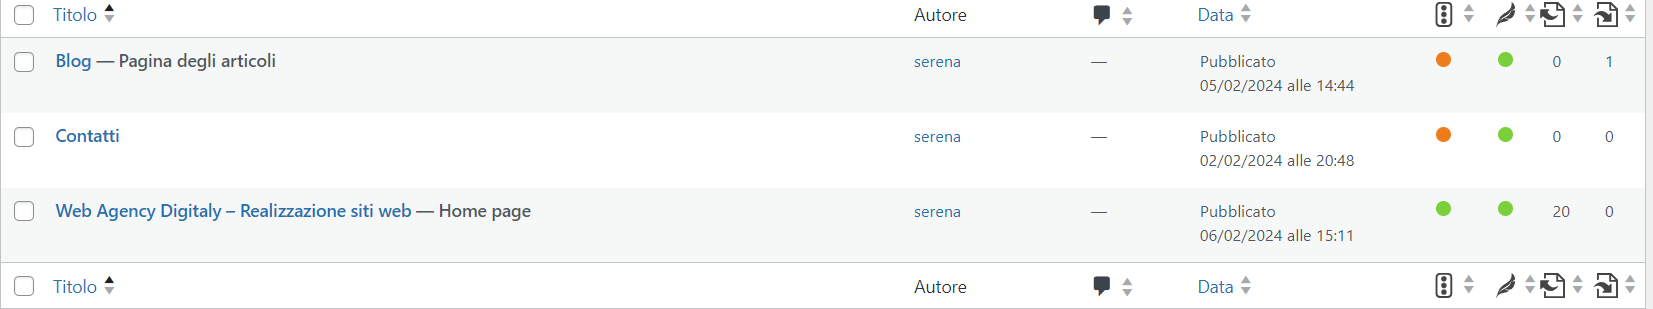 Titolo Autore Data
Blog — Pagina degli articoli serena — Pubblicato 0 1
05/02/2024 alle 14:44
Contatti serena — Pubblicato 0 0
02/02/2024 alle 20:48
Web Agency Digitaly – Realizzazione siti web — Home page serena — Pubblicato 20 0
06/02/2024 alle 15:11
Titolo Autore Data